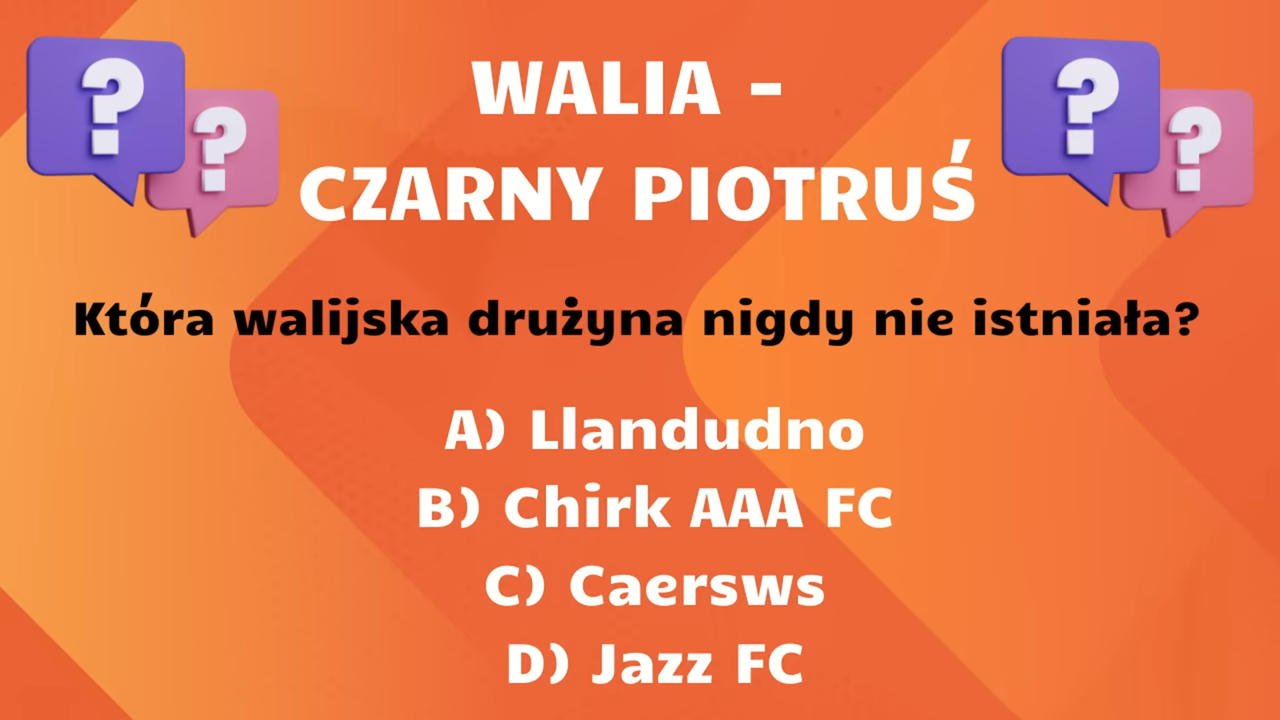 ?
?
?
?
WALIA -
CZARNY PIOTRUŚ
Która walijska drużyna nigdy nie istniała?
A) Llandudno
B) Chirk AAA FC
C) Caersws
D) Jazz FC